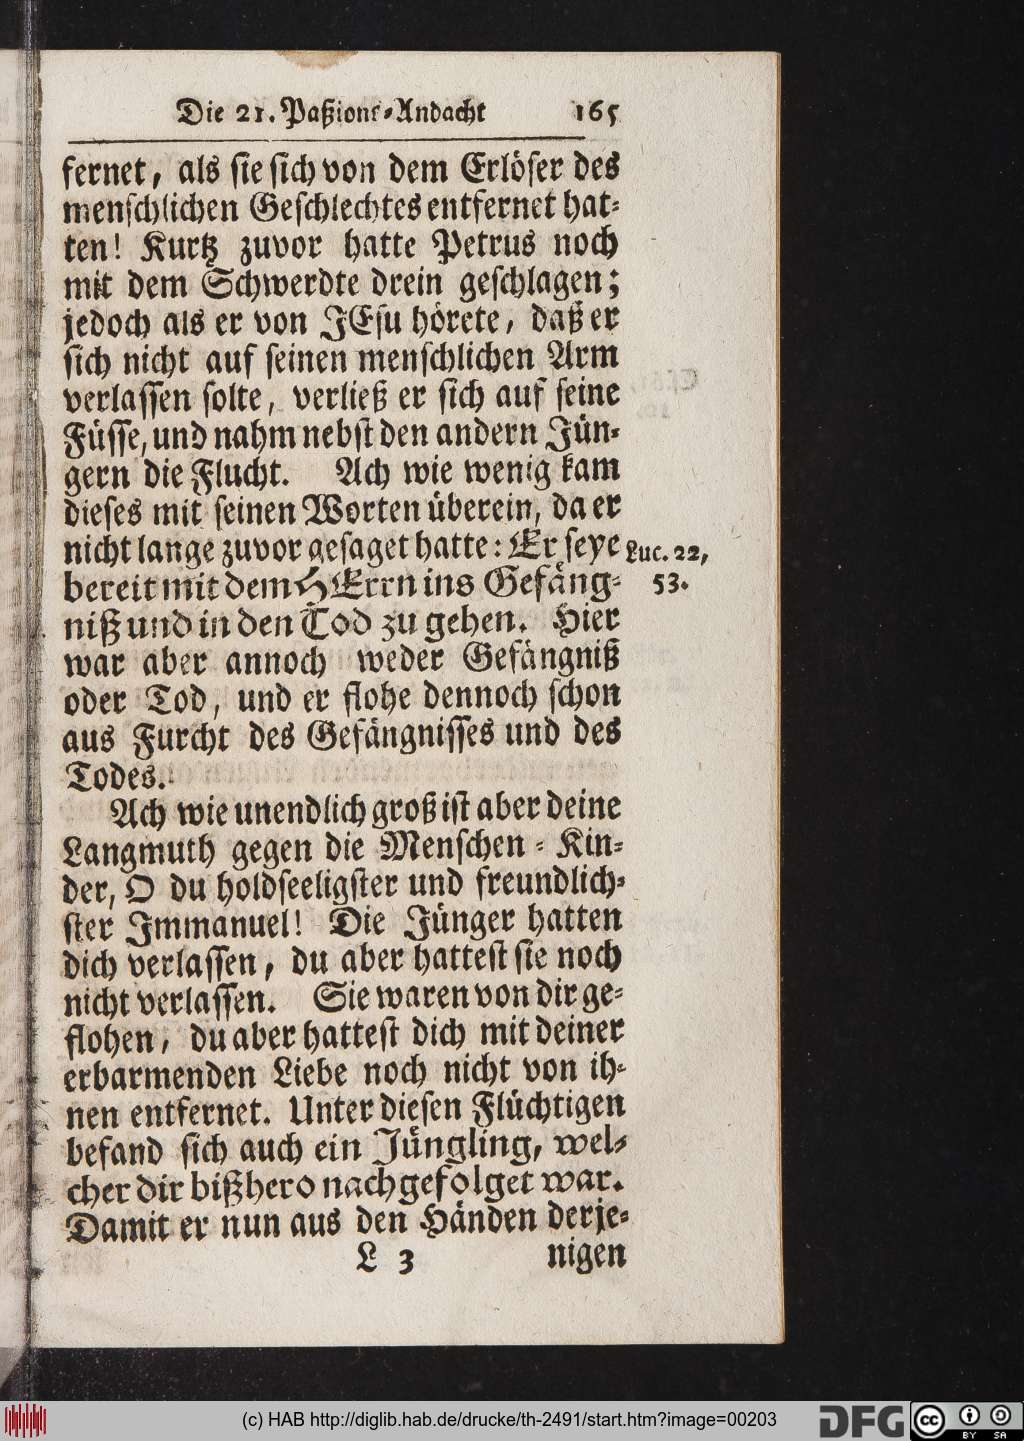 Die 21. Paßions-Andacht 165
fernet, als sie sich von dem Erlöser des
menschlichen Geschlechtes entfernet hat-
ten! Kurtz zuvor hatte Petrus noch
mit dem Schwerdte drein geschlagen;
jedoch als er von JEsu hörete, daß er
sich nicht auf seinen menschlichen Arm
verlassen solte, verließ er sich auf seine
Füsse, und nahm nebst den andern Jün-
gern die Flucht. Ach wie wenig kam
dieses mit seinen Worten überein, da er
nicht lange zuvor gesaget hatte: Er seye Luc. 22,
bereit mit dem HErrn ins Gefäng- 53.
niß und in den Tod zu gehen. Hier
war aber annoch weder Gefängniß
oder Tod, und er flohe dennoch schon
aus Furcht des Gefängnisses und des
Todes.
Ach wie unendlich groß ist aber deine
Langmuth gegen die Menschen-Kin-
der, O du holdseeligster und freundlich-
ster Immanuel! Die Jünger hatten
dich verlassen, du aber hattest sie noch
nicht verlassen. Sie waren von dir ge-
flohen, du aber hattest dich mit deiner
erbarmenden Liebe noch nicht von ih-
nen entfernet. Unter diesen Flüchtigen
befand sich auch ein Jüngling, wel-
cher dir bißhero nachgefolget war.
Damit er nun aus den Händen derje-
L 3 nigen
(c) HAB http://diglib.hab.de/drucke/th-2491/start.htm?image=00203
DFG
cc BY SA